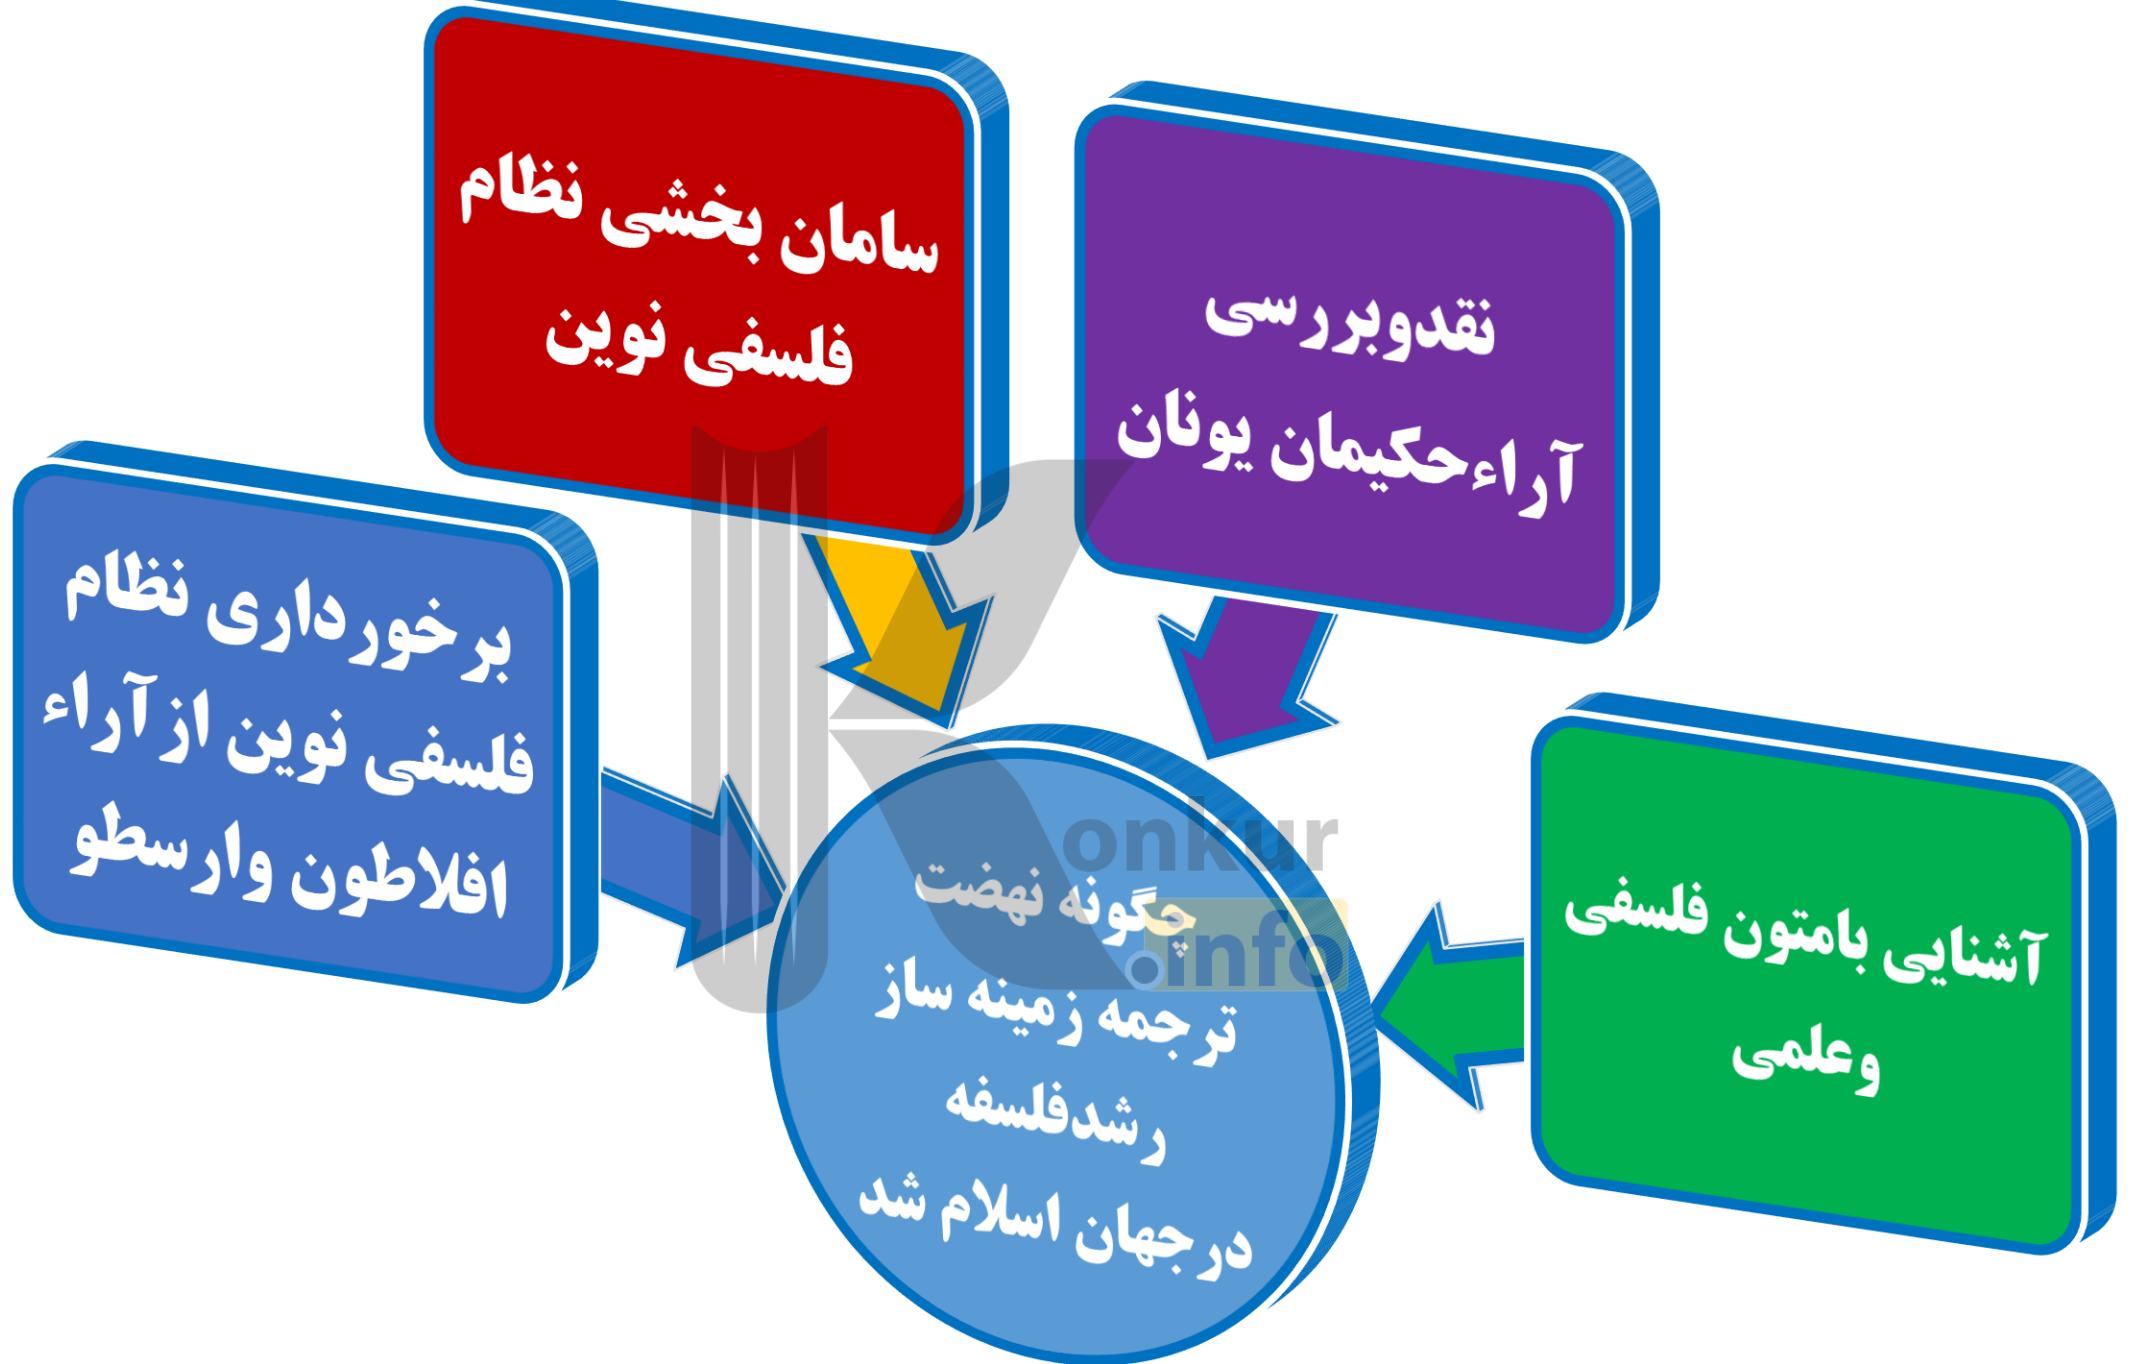 سامان بخشی نظام
فلسفی نوین
نقدوبررسی
آراءحکیمان یونان
برخورداری نظام
فلسفی نوین از آراء
افلاطون وارسطو
آشنایی بامتون فلسفی
وعلمی
چگونه نهضت
ترجمه زمینه ساز
رشدفلسفه
درجهان اسلام شد
onkur
.info